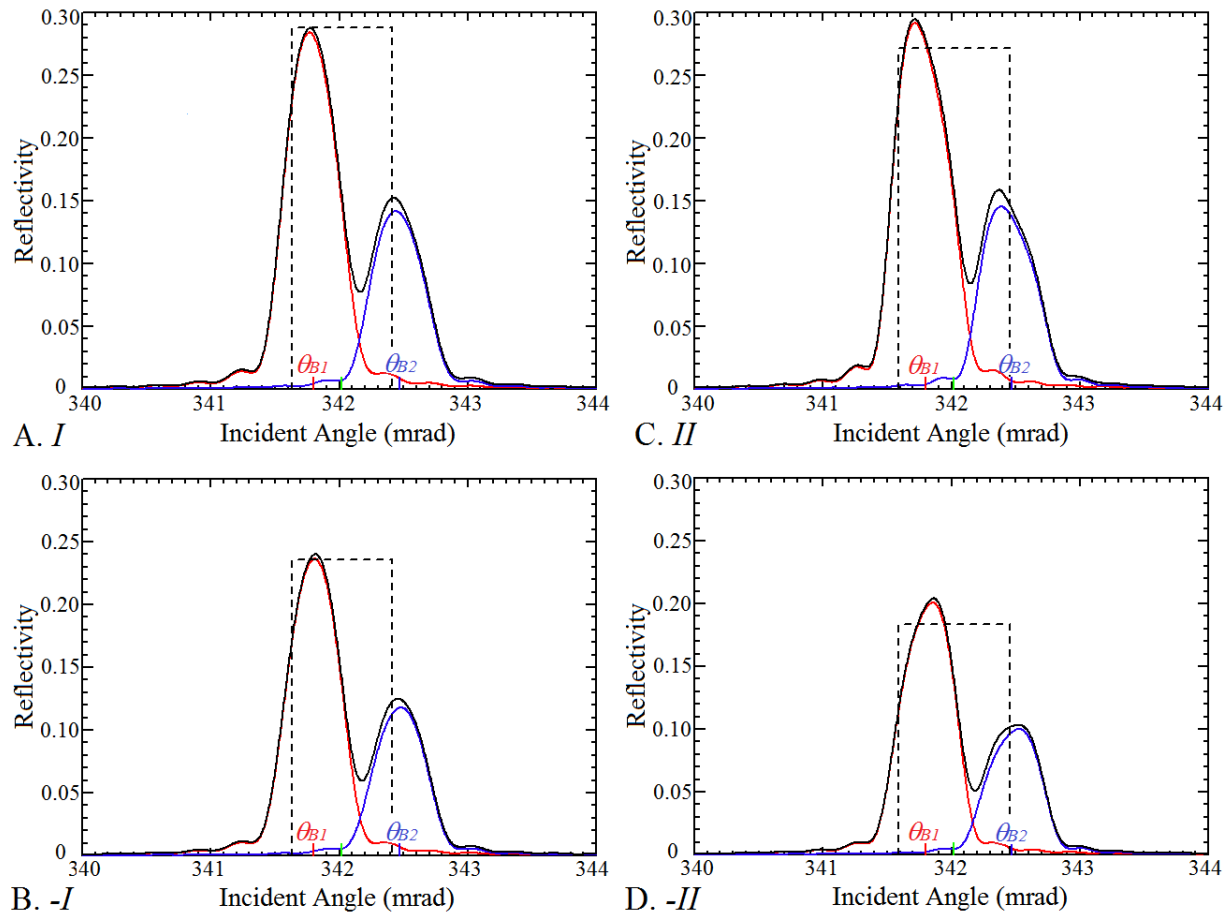 0.30
0.25
0.20
0.15
0.10
0.05
0
Reflectivity
θB1
θB2
340 341 342 343 344
Incident Angle (mrad)
A. I
0.30
0.25
0.20
0.15
0.10
0.05
0
Reflectivity
θB1
θB2
340 341 342 343 344
Incident Angle (mrad)
C. II
0.30
0.25
0.20
0.15
0.10
0.05
0
Reflectivity
θB1
θB2
340 341 342 343 344
Incident Angle (mrad)
B. -I
0.30
0.25
0.20
0.15
0.10
0.05
0
Reflectivity
θB1
θB2
340 341 342 343 344
Incident Angle (mrad)
D. -II